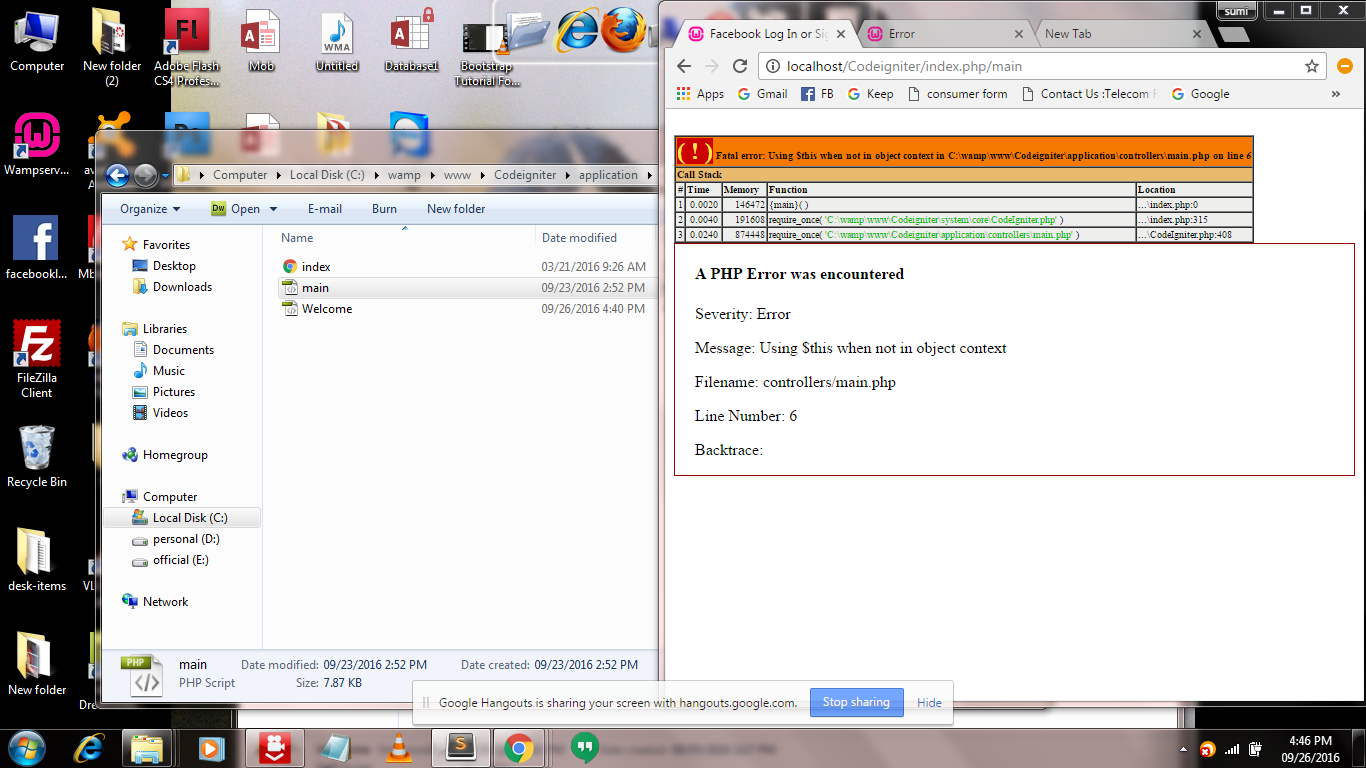 sumi
Computer
New folder (2)
Adobe Flash CS4 Profes...
Mob
Untitled
Database1
Bootstrap Tutorial Fo...
WMA
Facebook Log In or Si
Error
New Tab
localhost/Codeigniter/index.php/main
Apps
Gmail
FB
Keep
consumer form
Contact Us :Telecom
Google
»
Wampserv...
facebookl...
FileZilla Client
Recycle Bin
desk-items
New folder
Computer
Local Disk (C:)
wamp
www
Codeigniter
application
Organize
Dw
Open
E-mail
Burn
New folder
Favorites
Desktop
Downloads
Libraries
Documents
Music
Pictures
Videos
Homegroup
Computer
Local Disk (C:)
personal (D:)
official (E:)
Network
Name
Date modified
index
03/21/2016 9:26 AM
main
09/23/2016 2:52 PM
Welcome
09/26/2016 4:40 PM
PHP
main
Date modified: 09/23/2016 2:52 PM
Date created: 09/23/2016 2:52 PM
PHP Script
Size: 7.87 KB
( ! ) Fatal error: Using $this when not in object context in C:\wamp\www\Codeigniter\application\controllers\main.php on line 6
Call Stack
# Time Memory Function Location
1 0.0020 146472 {main}( ) ...\index.php:0
2 0.0040 191608 require_once( 'C:\wamp\www\Codeigniter\system\core\CodeIgniter.php' ) ...\index.php:315
3 0.0240 874448 require_once( 'C:\wamp\www\Codeigniter\application\controllers\main.php' ) ...\CodeIgniter.php:408
A PHP Error was encountered
Severity: Error
Message: Using $this when not in object context
Filename: controllers/main.php
Line Number: 6
Backtrace:
Google Hangouts is sharing your screen with hangouts.google.com.
Stop sharing
Hide
4:46 PM
09/26/2016